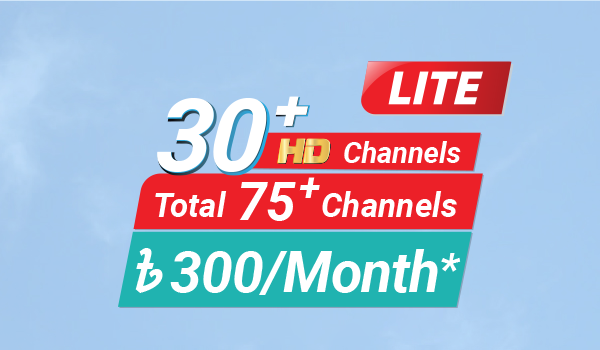 LITE
30+
HD Channels
Total 75+ Channels
৳ 300/Month*